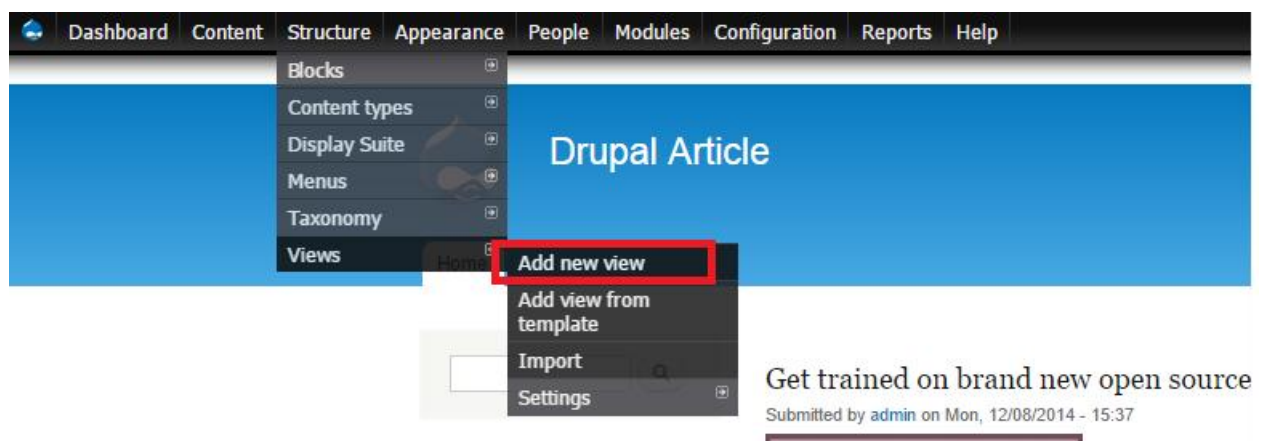 Dashboard Content Structure Appearance People Modules Configuration Reports Help
Blocks
Content types
Display Suite
Menus
Taxonomy
Views
Drupal Article
Home
Add new view
Add view from
template
Import
Settings
Get trained on brand new open source
Submitted by admin on Mon, 12/08/2014 - 15:37